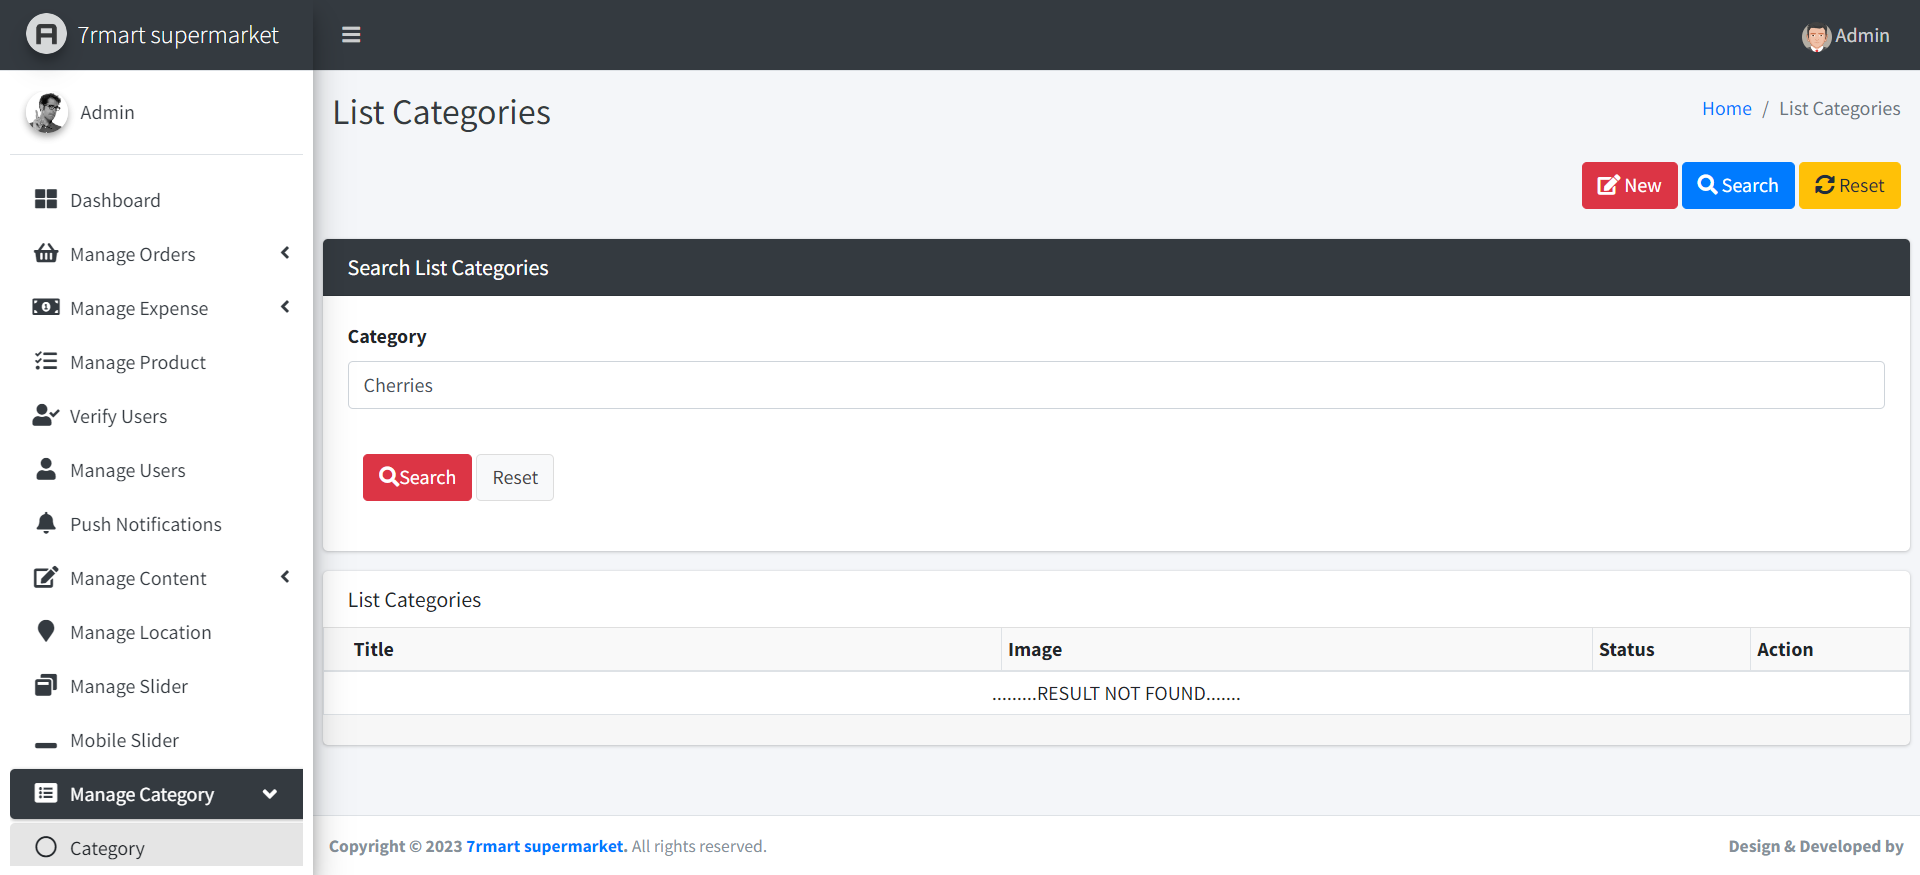 7rmart supermarket
Admin
Admin
Dashboard
Manage Orders
Manage Expense
Manage Product
Verify Users
Manage Users
Push Notifications
Manage Content
Manage Location
Manage Slider
Mobile Slider
Manage Category
Category
List Categories
Home / List Categories
New Search Reset
Search List Categories
Category
Cherries
Search Reset
List Categories
Title Image Status Action
.........RESULT NOT FOUND.......
Copyright © 2023 7rmart supermarket. All rights reserved.
Design & Developed by